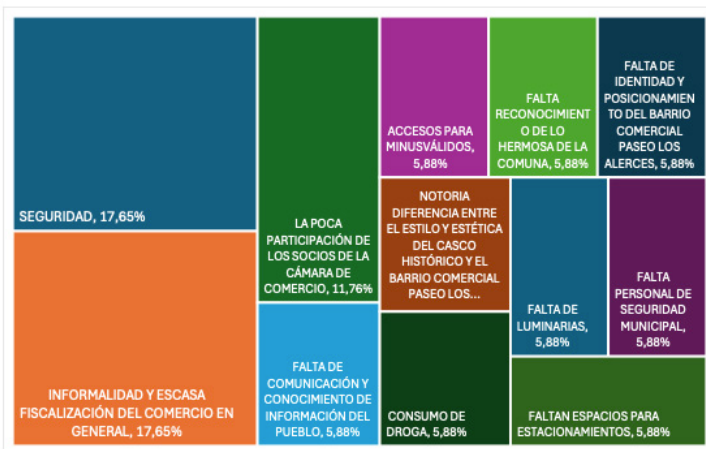 SEGURIDAD, 17,65%
INFORMALIDAD Y ESCASA
FISCALIZACIÓN DEL COMERCIO EN
GENERAL, 17,65%
LA POCA
PARTICIPACIÓN DE
LOS SOCIOS DE LA
CÁMARA DE
COMERCIO, 11,76%
FALTA DE
COMUNICACIÓN Y
CONOCIMIENTO DE
INFORMACIÓN DEL
PUEBLO, 5,88%
ACCESOS PARA
MINUSVÁLIDOS,
5,88%
FALTA
RECONOCIMIENT
O DE LO
HERMOSA DE LA
COMUNA, 5,88%
FALTA DE
IDENTIDAD Y
POSICIONAMIEN
TO DEL BARRIO
COMERCIAL
PASEO LOS
ALERCES, 5,88%
NOTORIA
DIFERENCIA ENTRE
EL ESTILO Y ESTÉTICA
DEL CASCO
HISTÓRICO Y EL
BARRIO COMERCIAL
PASEO LOS...
CONSUMO DE
DROGA, 5,88%
FALTA DE
LUMINARIAS,
5,88%
FALTA
PERSONAL DE
SEGURIDAD
MUNICIPAL,
5,88%
FALTAN ESPACIOS PARA
ESTACIONAMIENTOS, 5,88%